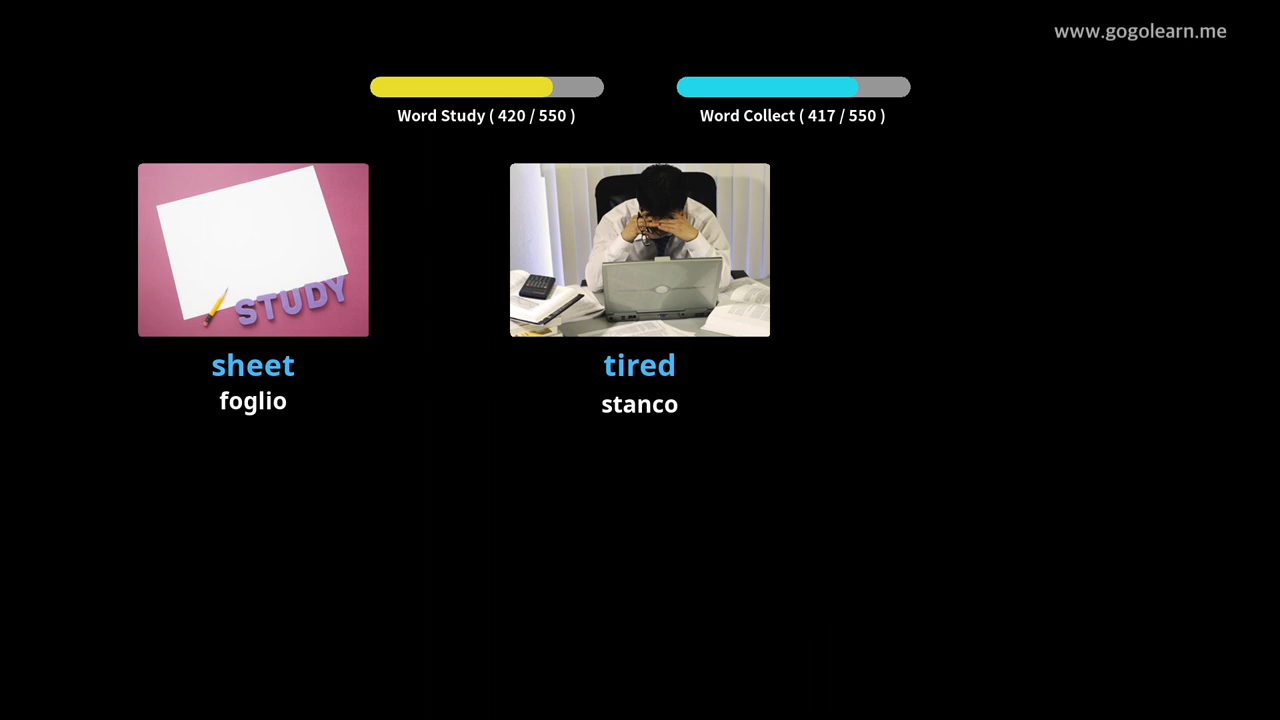 www.gogolearn.me
Word Study ( 420 / 550 )
Word Collect ( 417 / 550 )
STUDY
sheet
foglio
tired
stanco